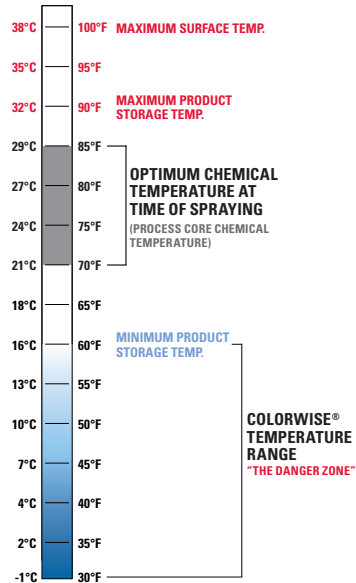 38°C 100°F MAXIMUM SURFACE TEMP.
35°C 95°F
32°C 90°F MAXIMUM PRODUCT
STORAGE TEMP.
29°C 85°F
27°C 80°F
24°C 75°F
21°C 70°F
OPTIMUM CHEMICAL
TEMPERATURE AT
TIME OF SPRAYING
(PROCESS CORE CHEMICAL
TEMPERATURE)
18°C 65°F
16°C 60°F MINIMUM PRODUCT
STORAGE TEMP.
13°C 55°F
10°C 50°F
7°C 45°F
4°C 40°F
2°C 35°F
-1°C 30°F
COLORWISE®
TEMPERATURE
RANGE
"THE DANGER ZONE"